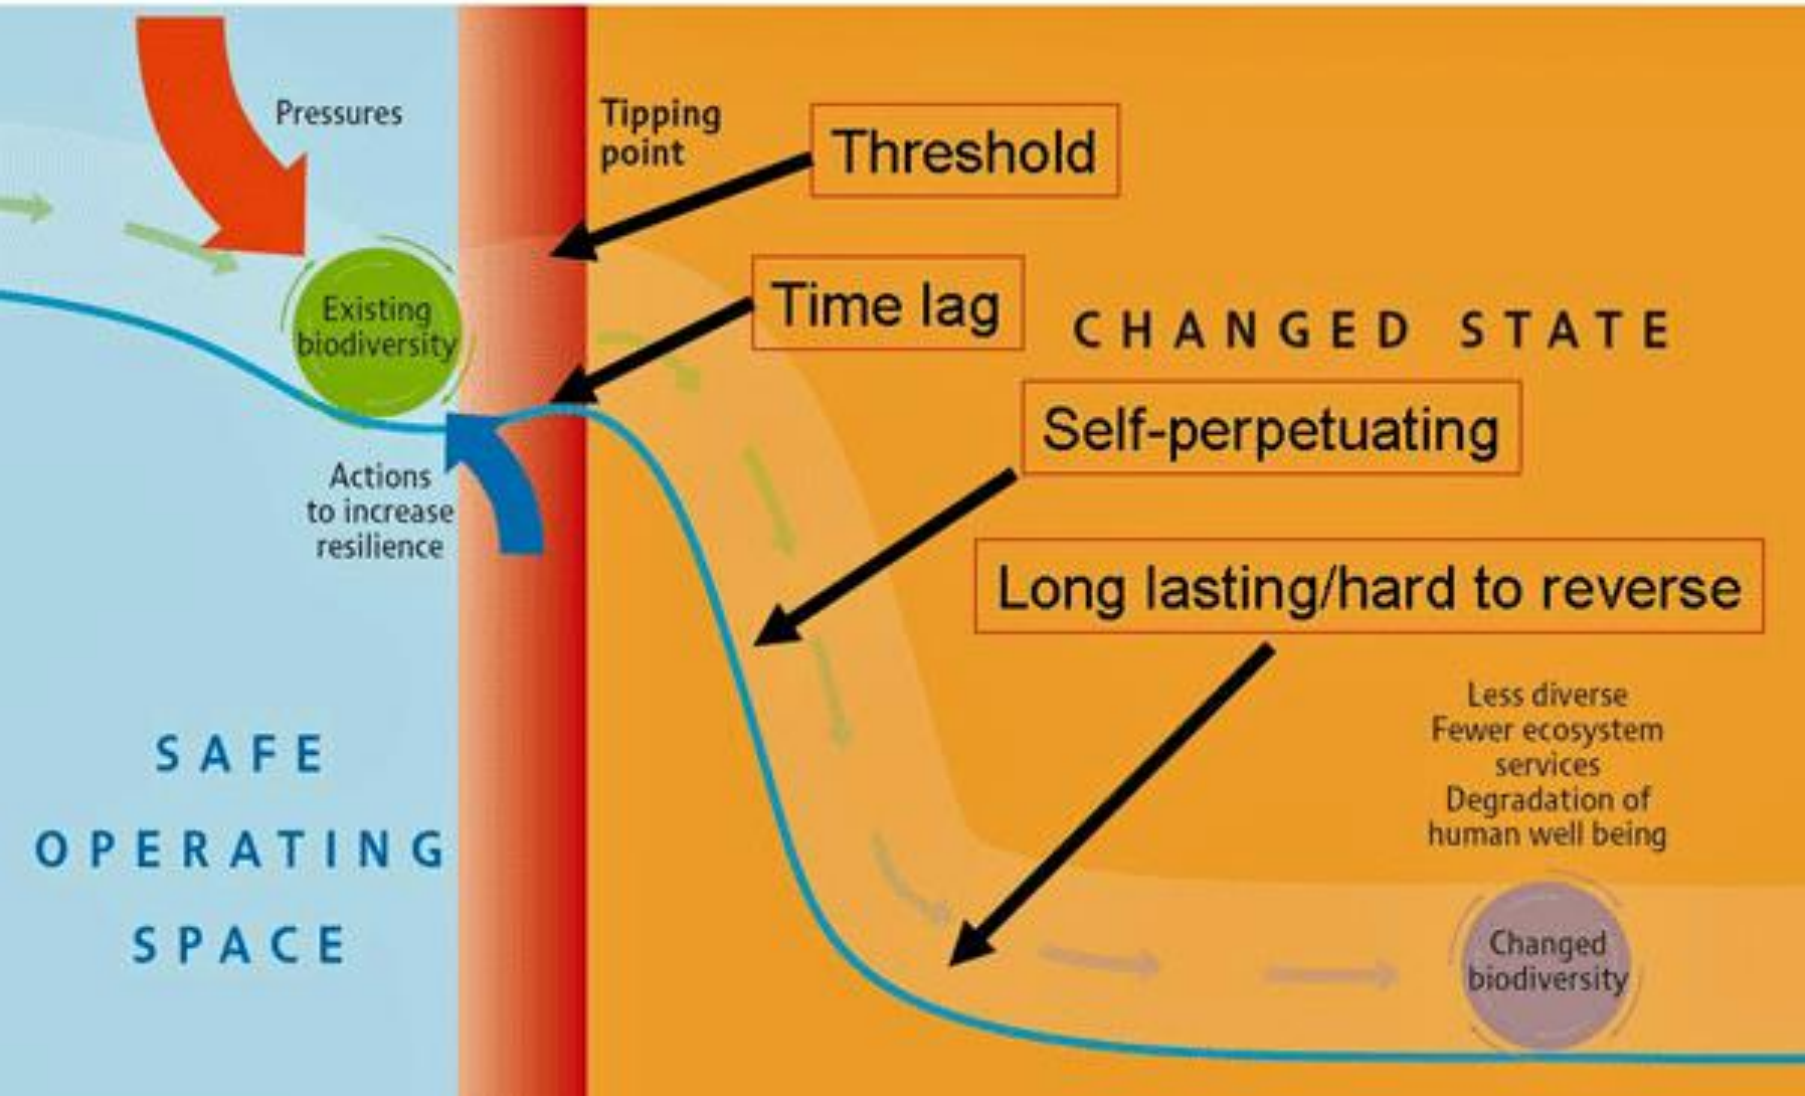 Pressures
Tipping
point
Threshold
Existing
biodiversity
Time lag
CHANGED STATE
Self-perpetuating
Actions
to increase
resilience
Long lasting/hard to reverse
SAFE
OPERATING
SPACE
Less diverse
Fewer ecosystem
services
Degradation of
human well being
Changed
biodiversity